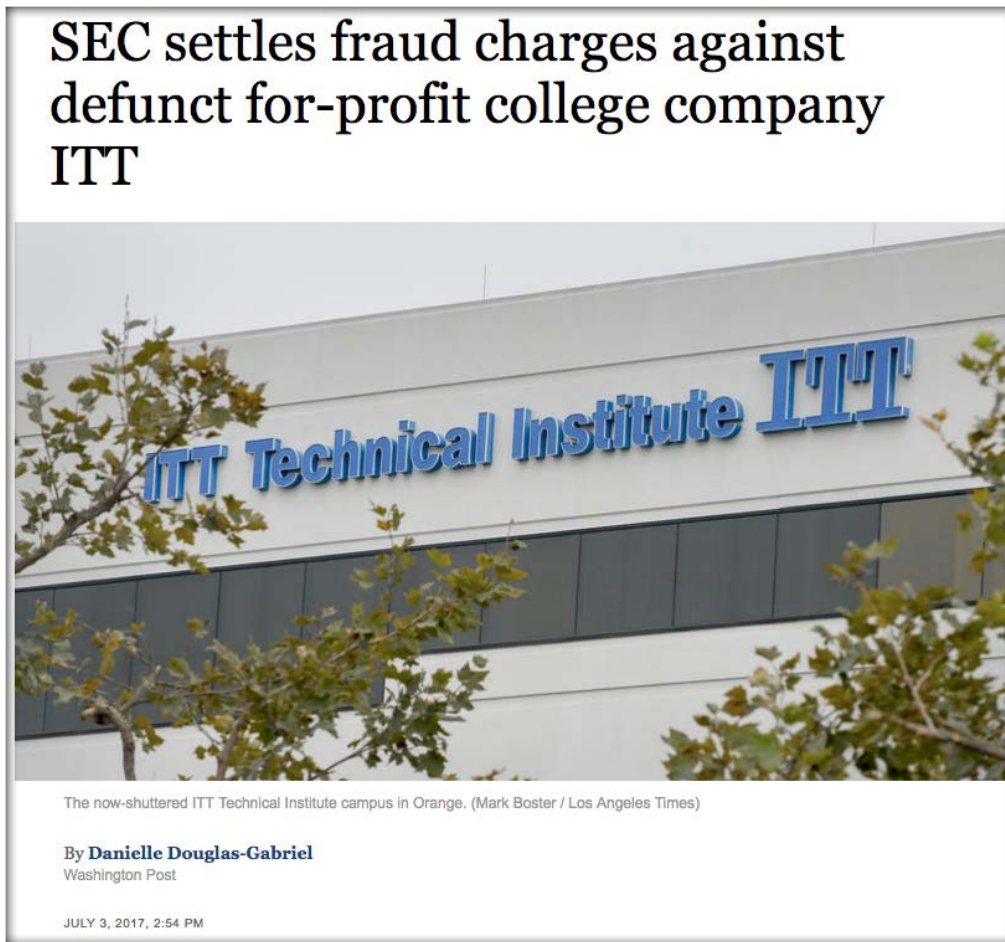 SEC settles fraud charges against
defunct for-profit college company
ITT
ITT Technical Institute ITT
The now-shuttered ITT Technical Institute campus in Orange. (Mark Boster / Los Angeles Times)
By Danielle Douglas-Gabriel
Washington Post
JULY 3, 2017, 2:54 PM